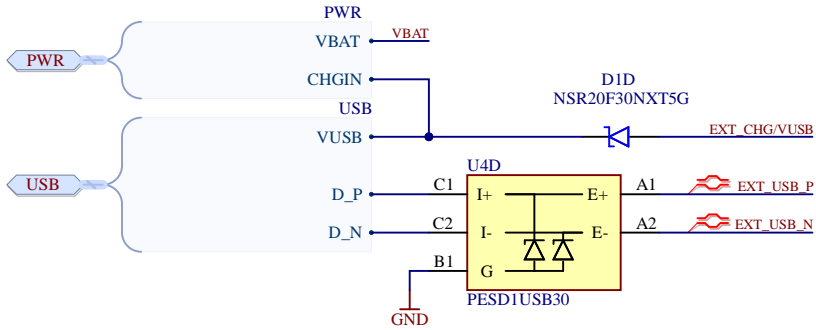 PWR
VBAT
VBAT
PWR
CHGIN
D1D
NSR20F30NXT5G
USB
VUSB
EXT_CHG/VUSB
U4D
USB
D_P
C1
I+
E+
A1
EXT_USB_P
D_N
C2
I-
E-
A2
EXT_USB_N
B1
G
PESD1USB30
GND